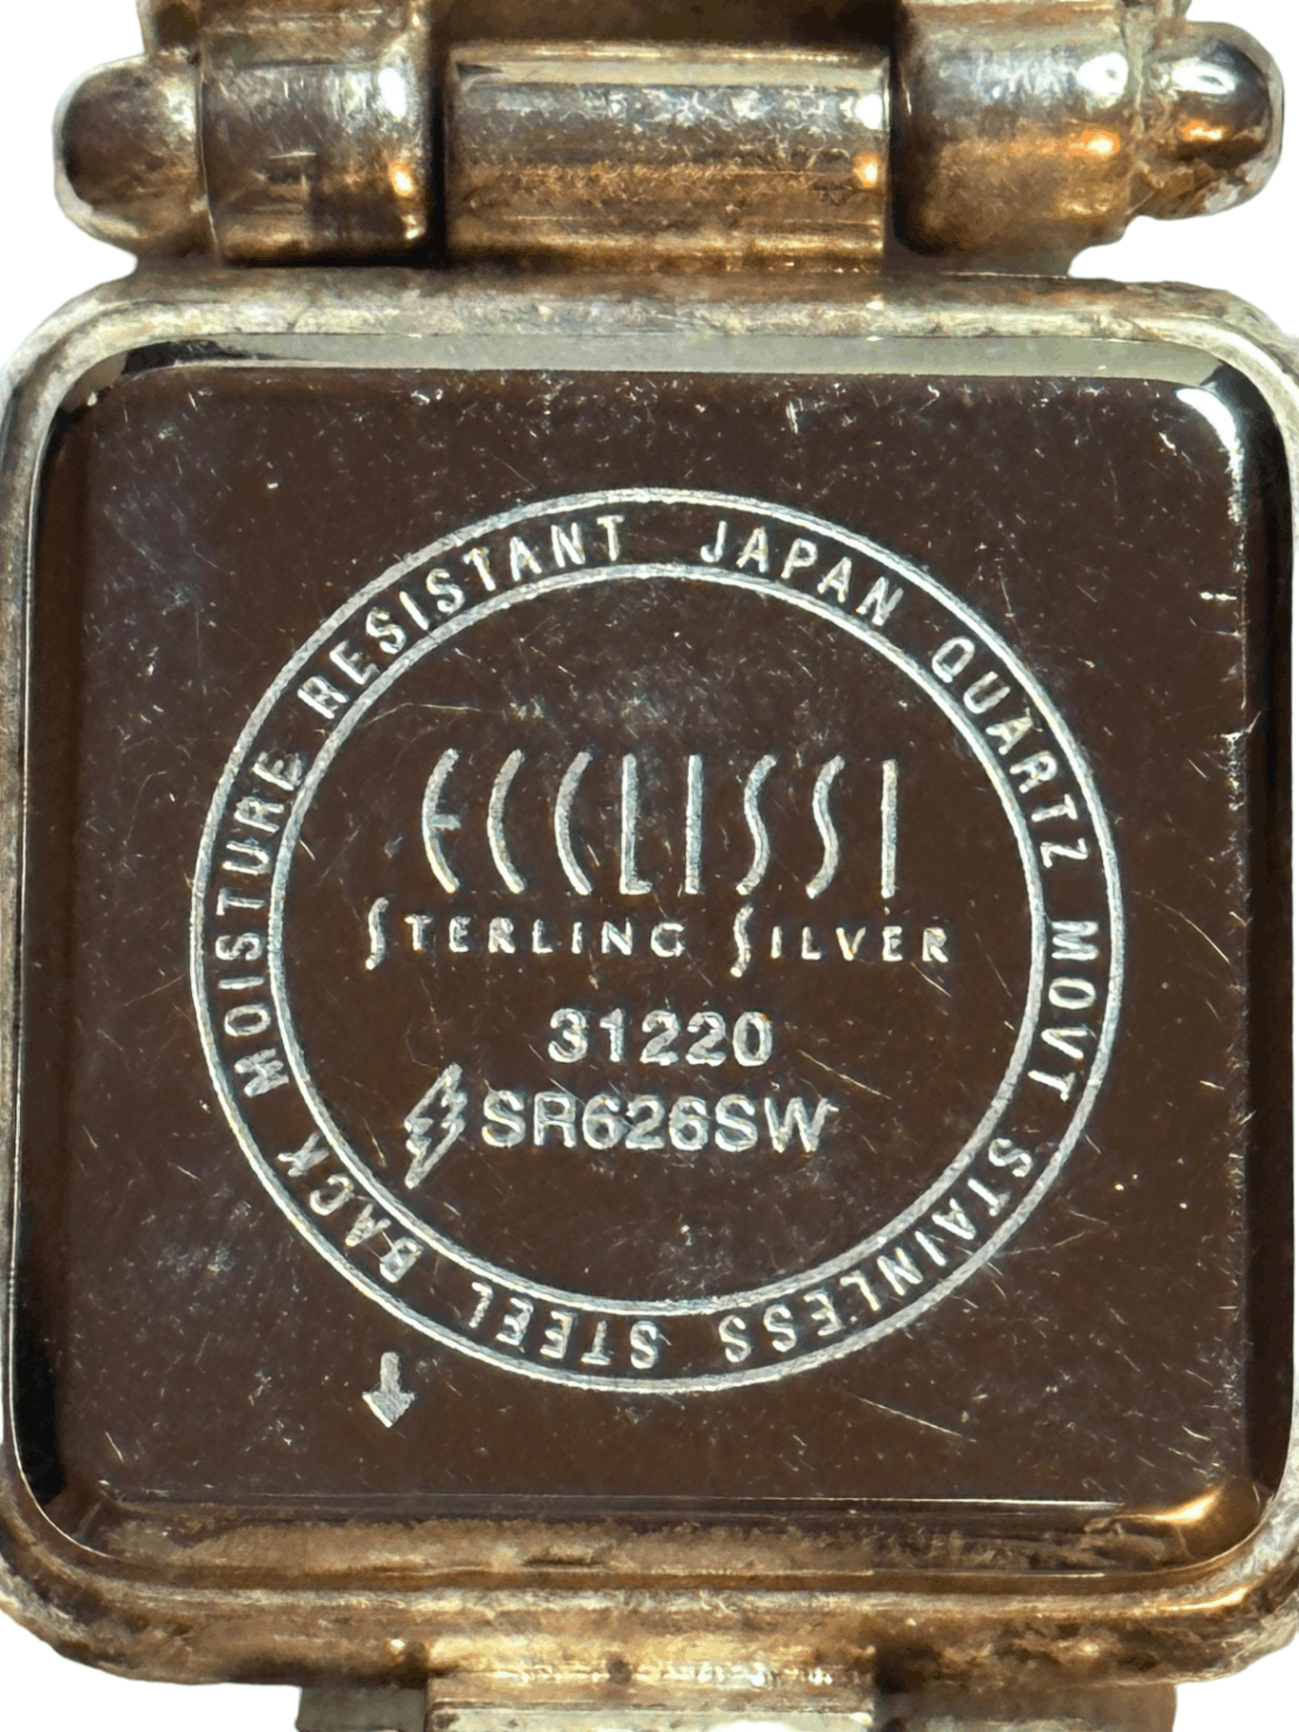 MOISTURE RESISTANT JAPAN QUARTZ MOVT STAINLESS STEEL BACK
ECCLISSI
STERLING SILVER
31220
SR626SW